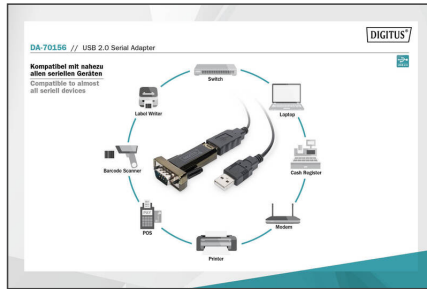 DIGITUS®
DA-70156 // USB 2.0 Serial Adapter
Kompatibel mit nahezu
allen seriellen Geräten
Compatible to almost
all seriell devices
Switch
Label Writer
Laptop
Barcode Scanner
Cash Register
POS
Modem
Printer